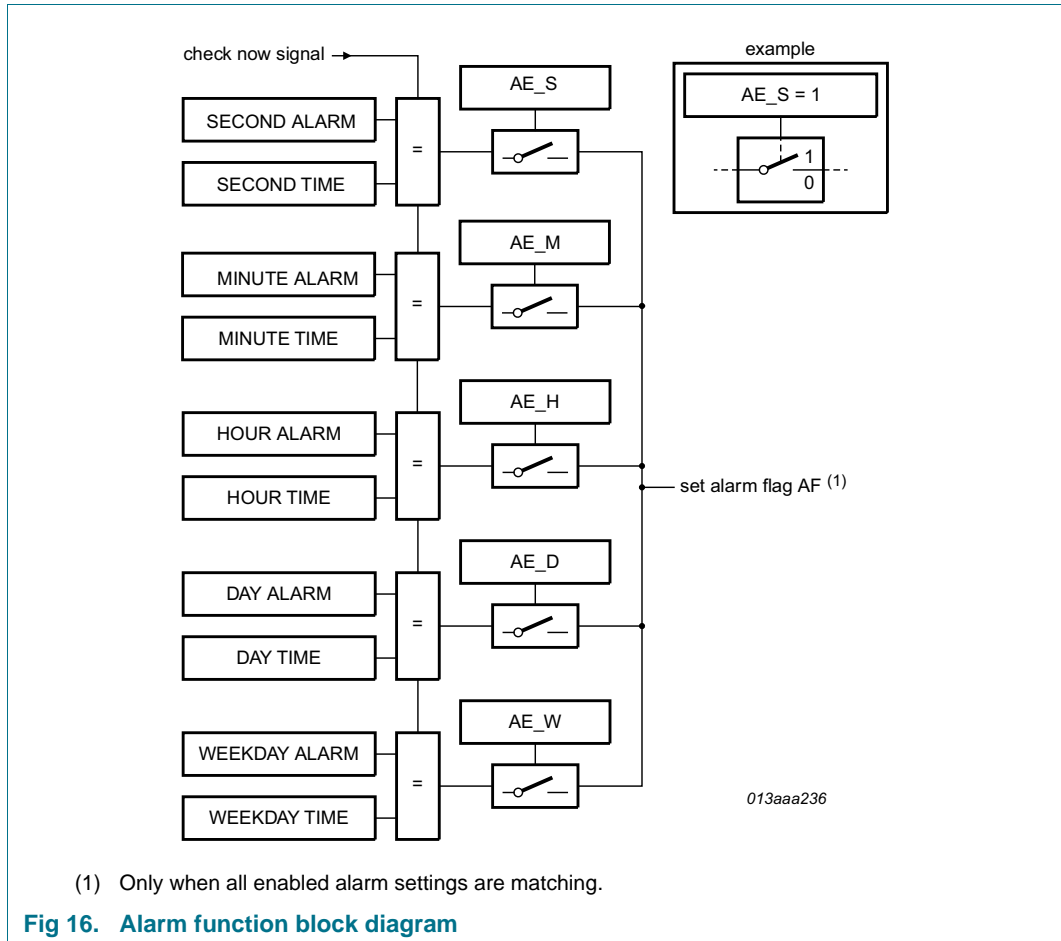 check now signal
example
AE_S
AE_S = 1
SECOND ALARM
=
1
SECOND TIME
0
AE_M
MINUTE ALARM
=
MINUTE TIME
AE_H
HOUR ALARM
=
HOUR TIME
set alarm flag AF (1)
AE_D
DAY ALARM
=
DAY TIME
AE_W
WEEKDAY ALARM
=
WEEKDAY TIME
013aaa236
(1) Only when all enabled alarm settings are matching.
Fig 16. Alarm function block diagram